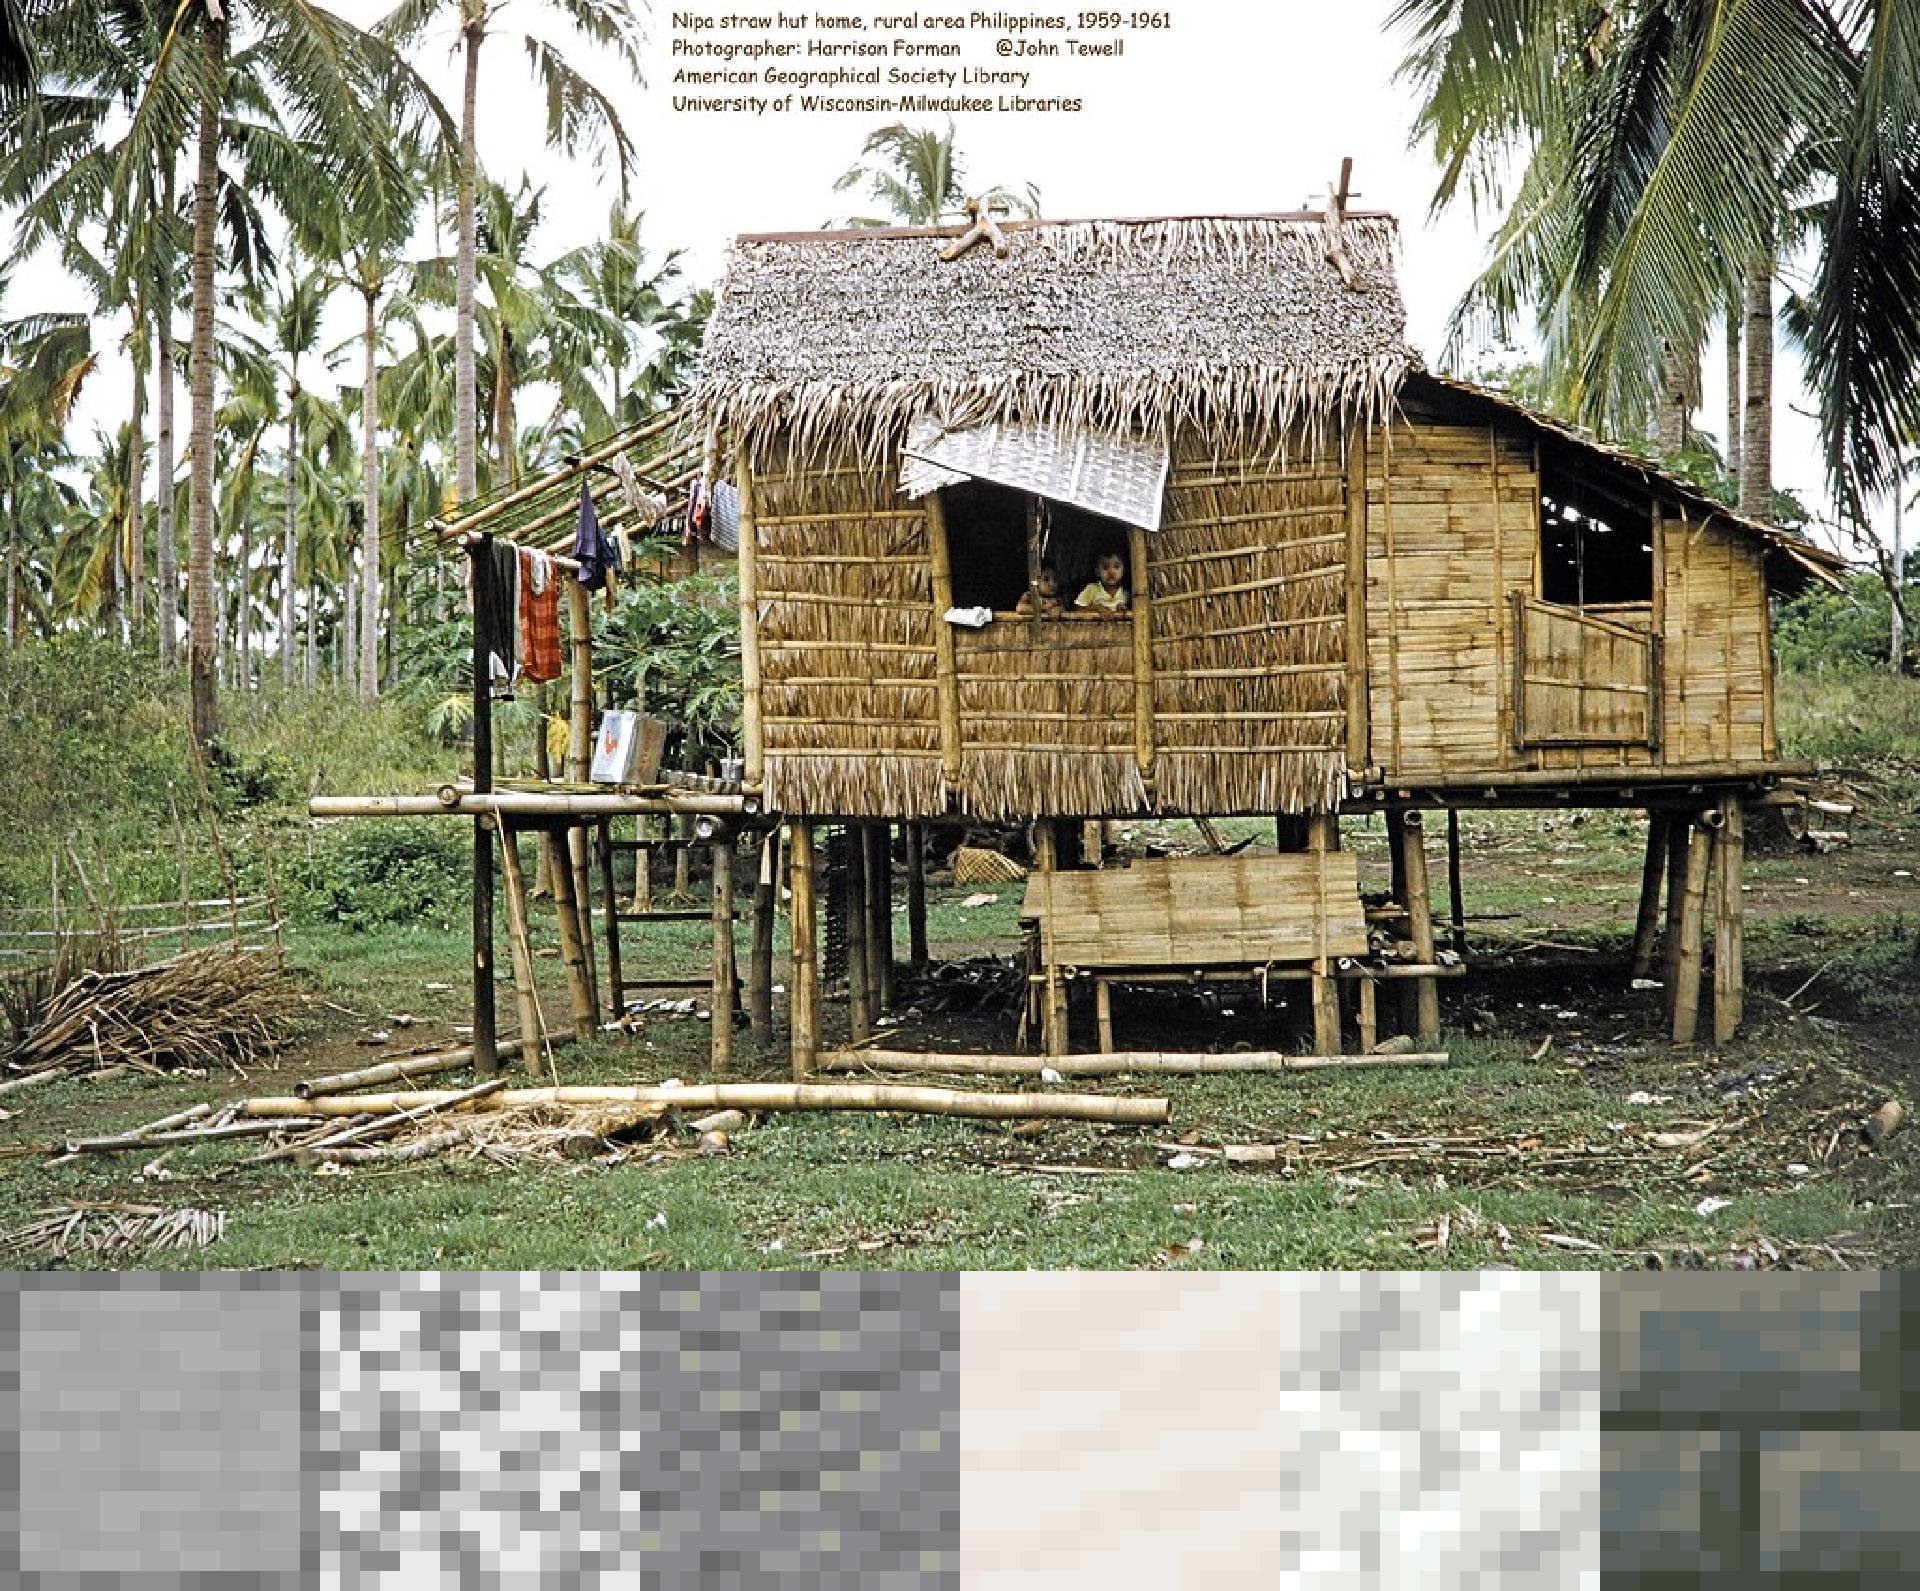 Nipa straw hut home, rural area Philippines, 1959-1961
Photographer: Harrison Forman @John Tewell
American Geographical Society Library
University of Wisconsin-Milwaukee Libraries